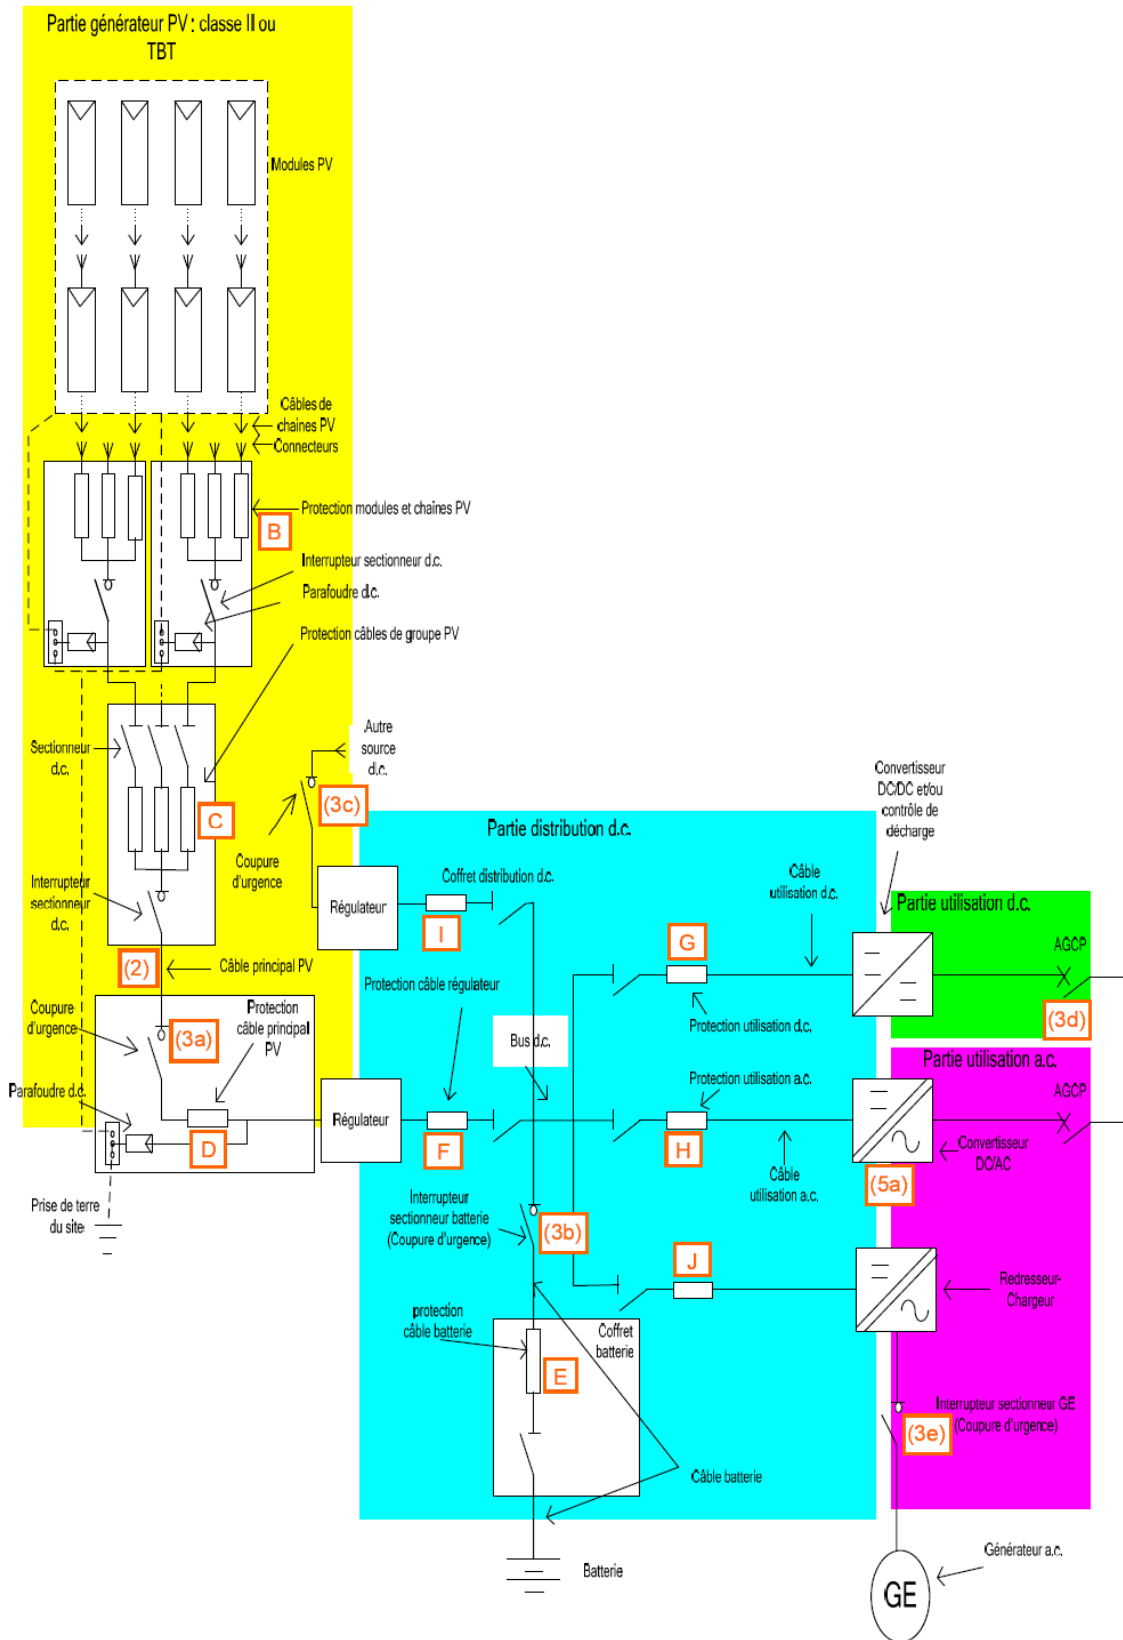 Partie générateur PV : classe II ou
TBT
Modules PV
Câbles de
chaines PV
Connecteurs
Protection modules et chaînes PV
B
Interrupteur sectionneur d.c.
Parafoudre d.c.
Protection câbles de groupe PV
Sectionneur
d.c.
C
Autre
source
d.c.
(3c)
Coupure
d'urgence
Interrupteur
sectionneur
d.c.
(2)
Câble principal PV
Coupure
d'urgence
(3a)
Protection
câble principal
PV
Parafoudre d.c.
D
Prise de terre
du site
Régulateur
Régulateur
Partie distribution d.c.
Coffret distribution d.c.
I
Protection câble régulateur
F
Bus d.c.
Câble
utilisation d.c.
G
Protection utilisation d.c.
Protection utilisation a.c.
H
Câble
utilisation a.c.
Interrupteur
sectionneur batterie
(Coupure d'urgence)
(3b)
J
protection
câble batterie
Coffret
batterie
E
Câble batterie
Batterie
Convertisseur
DC/DC et/ou
contrôle de
décharge
Partie utilisation d.c.
AGCP
(3d)
Partie utilisation a.c.
AGCP
Convertisseur
DC/AC
(5a)
Redresseur-
Chargeur
Interrupteur sectionneur GE
(Coupure d'urgence)
(3e)
Générateur a.c.
GE